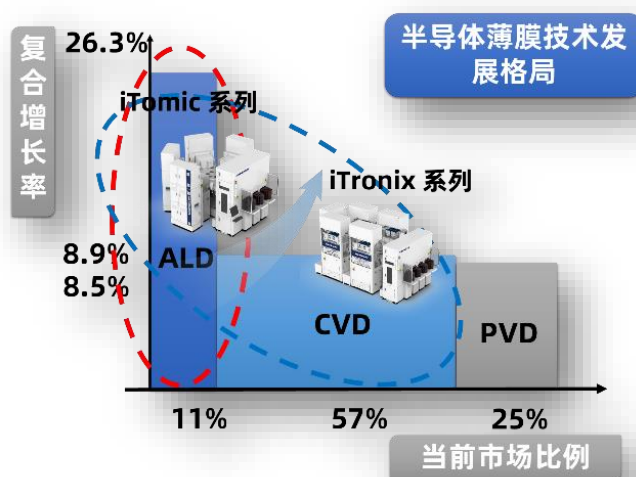 半导体薄膜技术发
展格局
复合增长率
26.3%
iTomic 系列
iTronix 系列
8.9%
8.5%
ALD
CVD
PVD
11%
57%
25%
当前市场比例